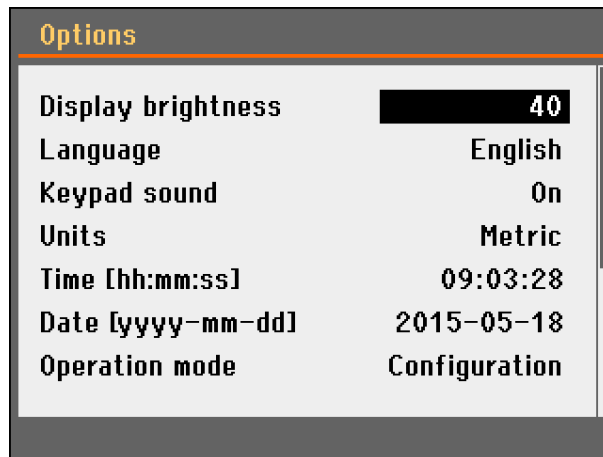 Options
Display brightness 40
Language English
Keypad sound On
Units Metric
Time [hh:mm:ss] 09:03:28
Date [yyyy-mm-dd] 2015-05-18
Operation mode Configuration